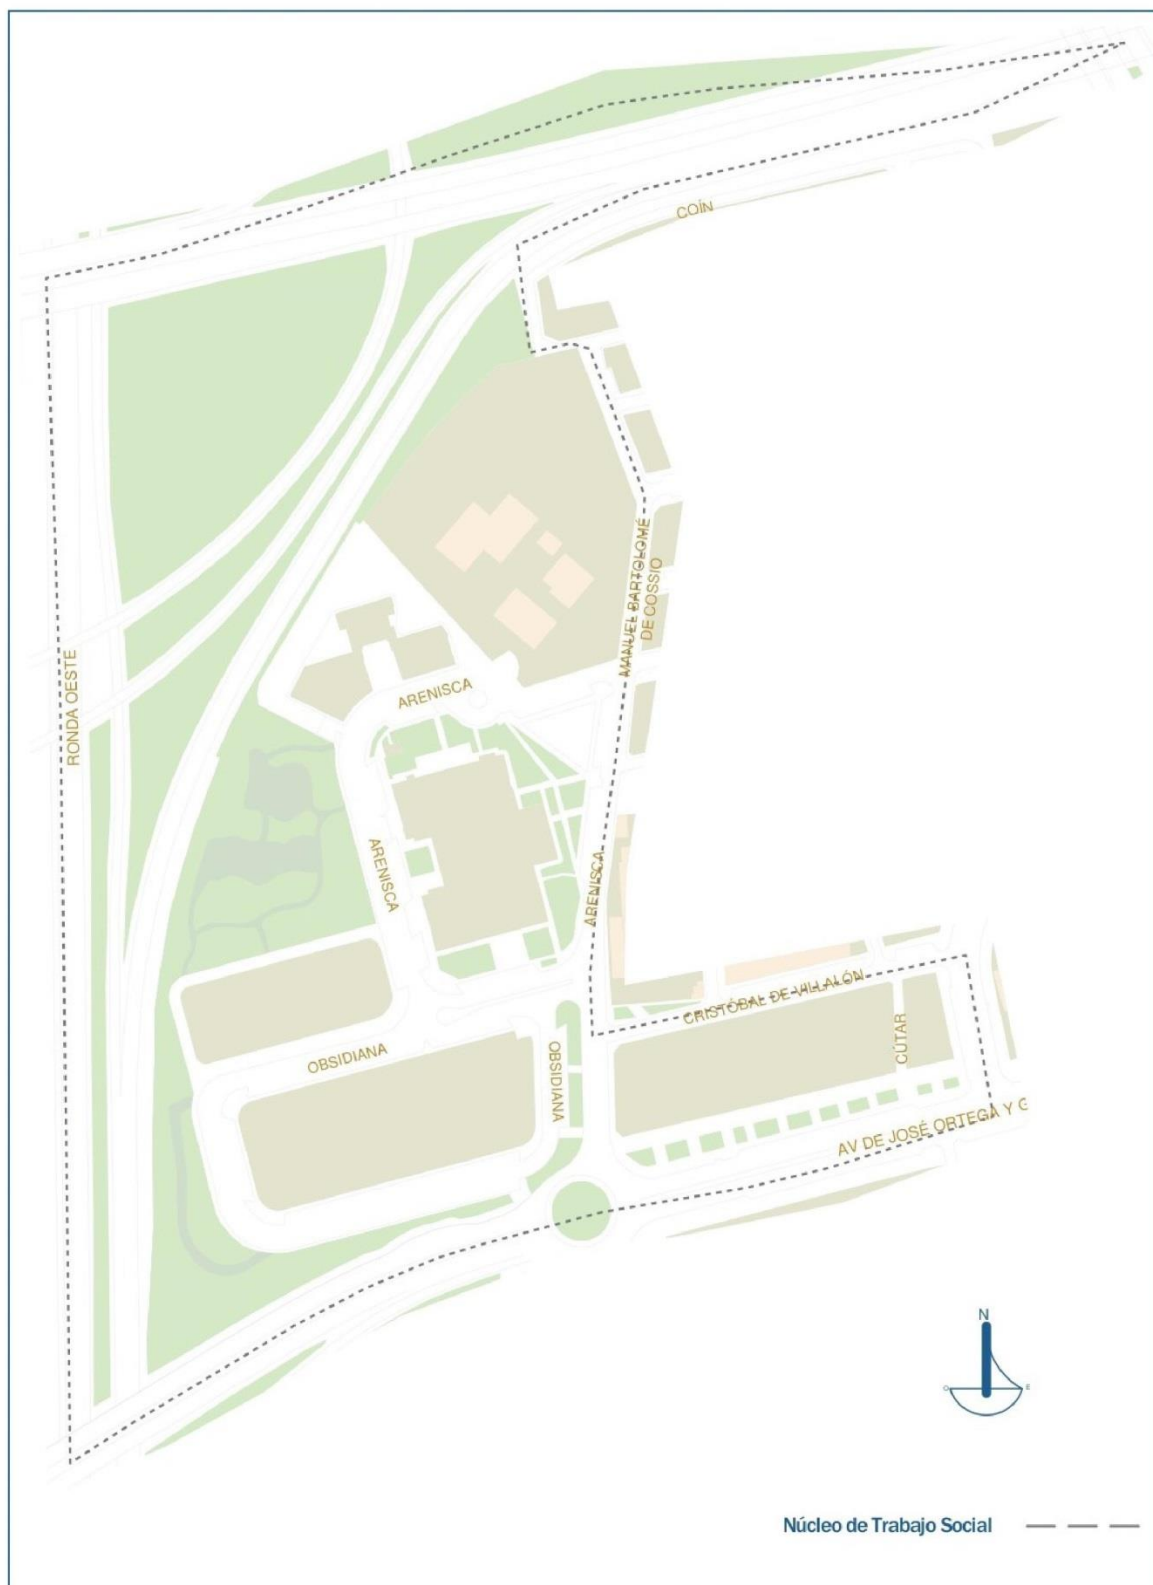 COÍN
MANUEL BARTOLOMÉ
DE COSSIO
RONDA OESTE
ARENISCA
ARENISCA
ARENISCA
CRISTÓBAL DE VILLALÓN
CÚTAR
OBSIDIANA
OBSIDIANA
AV DE JOSÉ ORTEGA Y G
N
O E
Núcleo de Trabajo Social